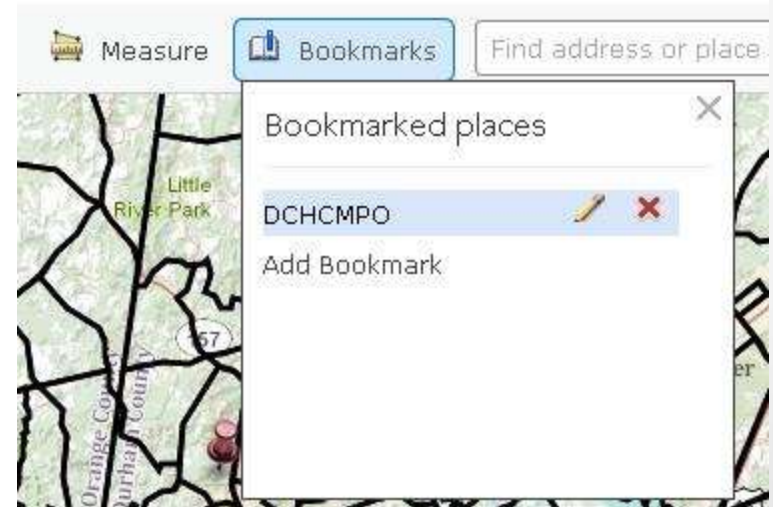 Measure
Bookmarks
Find address or place
Bookmarked places
DCHCMPO
Add Bookmark
Little
River Park
157
Orange County
Durham County
er